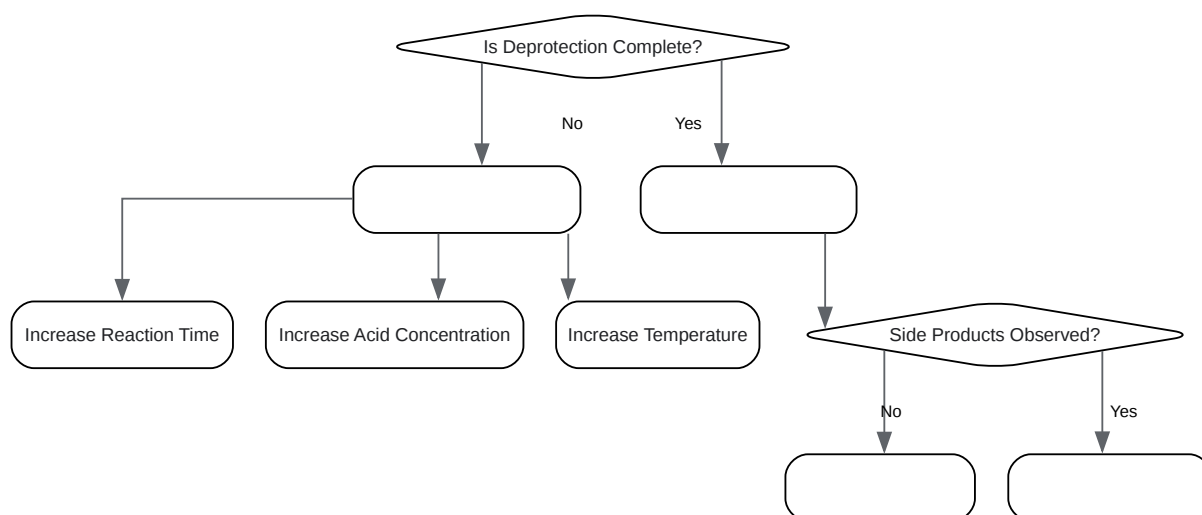 Is Deprotection Complete?
No
Yes
Increase Reaction Time
Increase Acid Concentration
Increase Temperature
Side Products Observed?
No
Yes